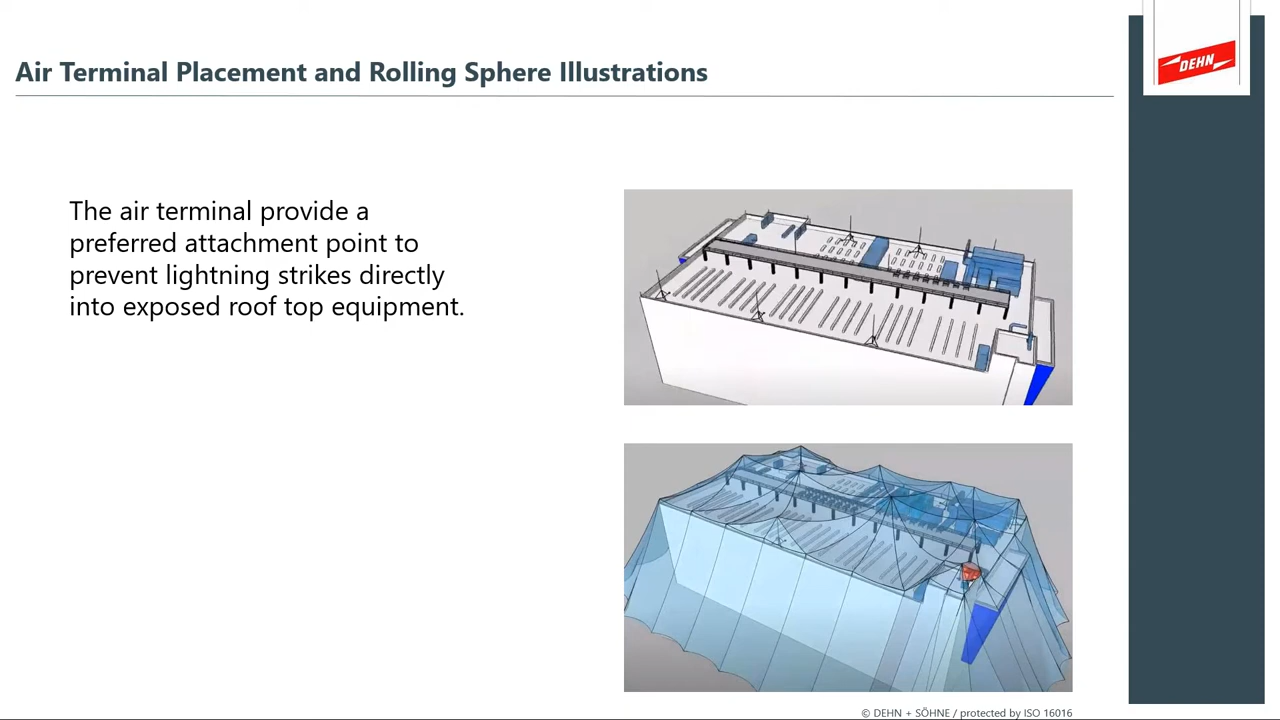 Air Terminal Placement and Rolling Sphere Illustrations
DEHN
The air terminal provide a
preferred attachment point to
prevent lightning strikes directly
into exposed roof top equipment.
© DEHN + SÖHNE / protected by ISO 16016